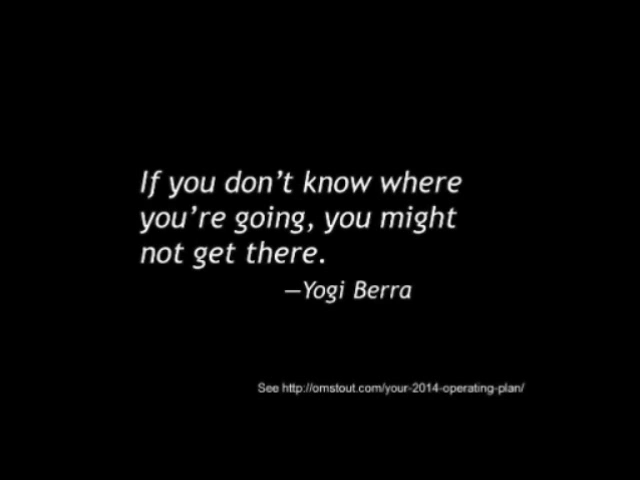 If you don’t know where
you’re going, you might
not get there.
—Yogi Berra
See http://omstout.com/your-2014-operating-plan/